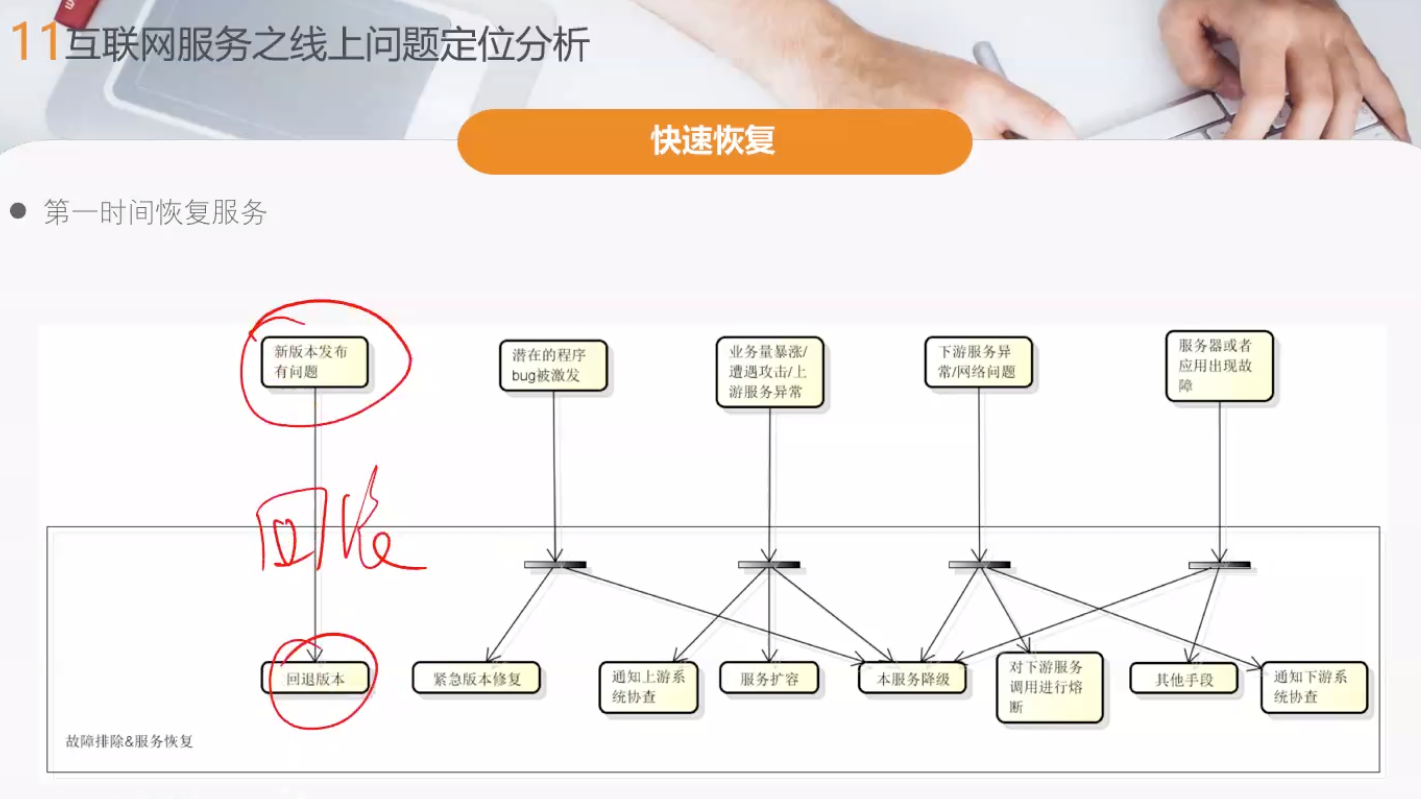 11互联网服务之线上问题定位分析
快速恢复
第一时间恢复服务
新版本发布
有问题
潜在的程序
bug被激发
业务量暴涨/
遭遇攻击/上
游服务异常
下游服务异
常/网络问题
服务器或者
应用出现故
障
回
回退版本
紧急版本修复
通知上游系
统协查
服务扩容
本服务降级
对下游服务
调用进行熔
断
其他手段
通知下游系
统协查
故障排除&服务恢复